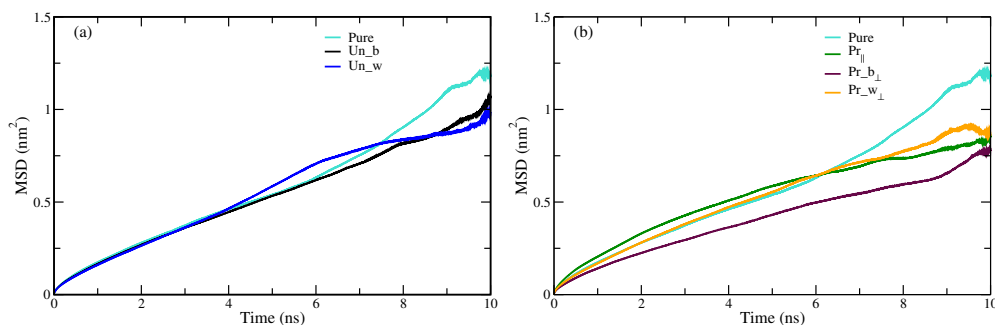 (a)
Pure
Un_b
Un_w
1.5
1
0.5
0
MSD (nm²)
0 2 4 6 8 10
Time (ns)
(b)
Pure
Pr∥
Pr_b⊥
Pr_w⊥
1.5
1
0.5
0
MSD (nm²)
0 2 4 6 8 10
Time (ns)